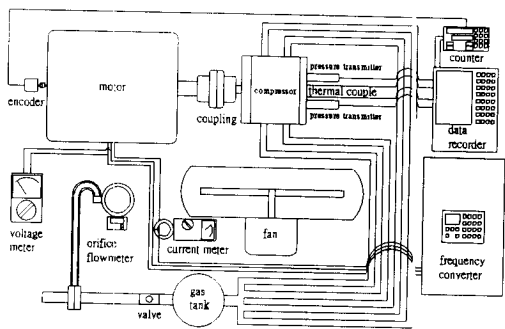 counter
pressure transmitter
encoder
motor
coupling
compressor
thermal couple
pressure transmitter
data
recorder
voltage
meter
orifice
flowmeter
current meter
fan
frequency
converter
valve
gas
tank